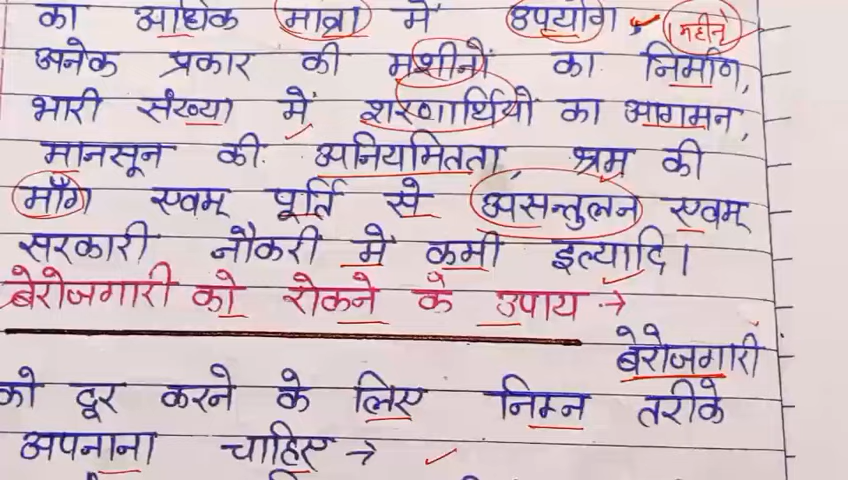 का अधिक मात्रा में उपयोग, महीने
अनेक प्रकार की मशीनों का निर्माण,
भारी संख्या में शरणार्थियों का आगमन,
मानसून की अनियमितता, श्रम की
माँग एवम् पूर्ति से असन्तुलन एवम्
सरकारी नौकरी में कमी इत्यादि।
बेरोजगारी को रोकने के उपाय →
बेरोजगारी
को दूर करने के लिए निम्न तरीके
अपनाना चाहिए →